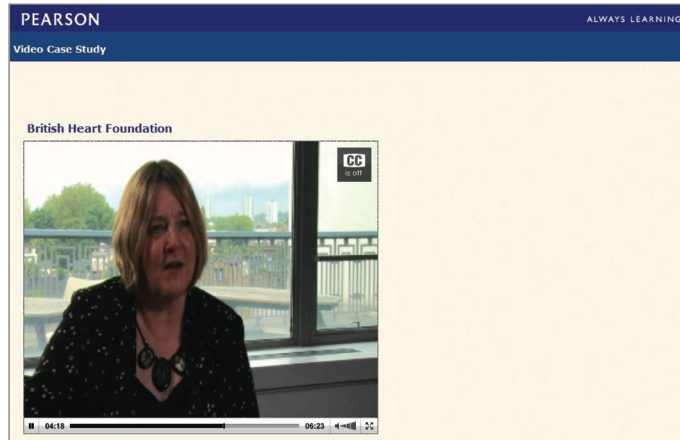 PEARSON
ALWAYS LEARNING
Video Case Study
British Heart Foundation
CC
is off
04:18
06:23